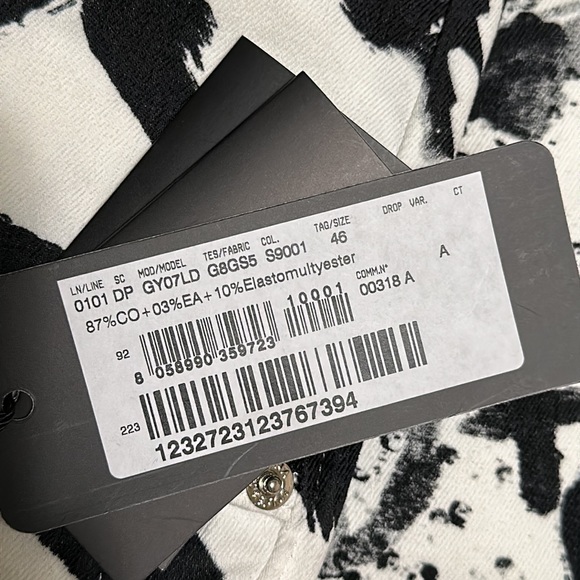 LN/LINE SC MOD/MODEL TES/FABRIC COL. TAG/SIZE DROP VAR. CT
0101 DP GY07LD G8GS5 S9001 46
87%CO+03%EA+10%Elastomultyester COMM.N° A
10001 00318 A
92
8 058990 359723
223
1232723123767394